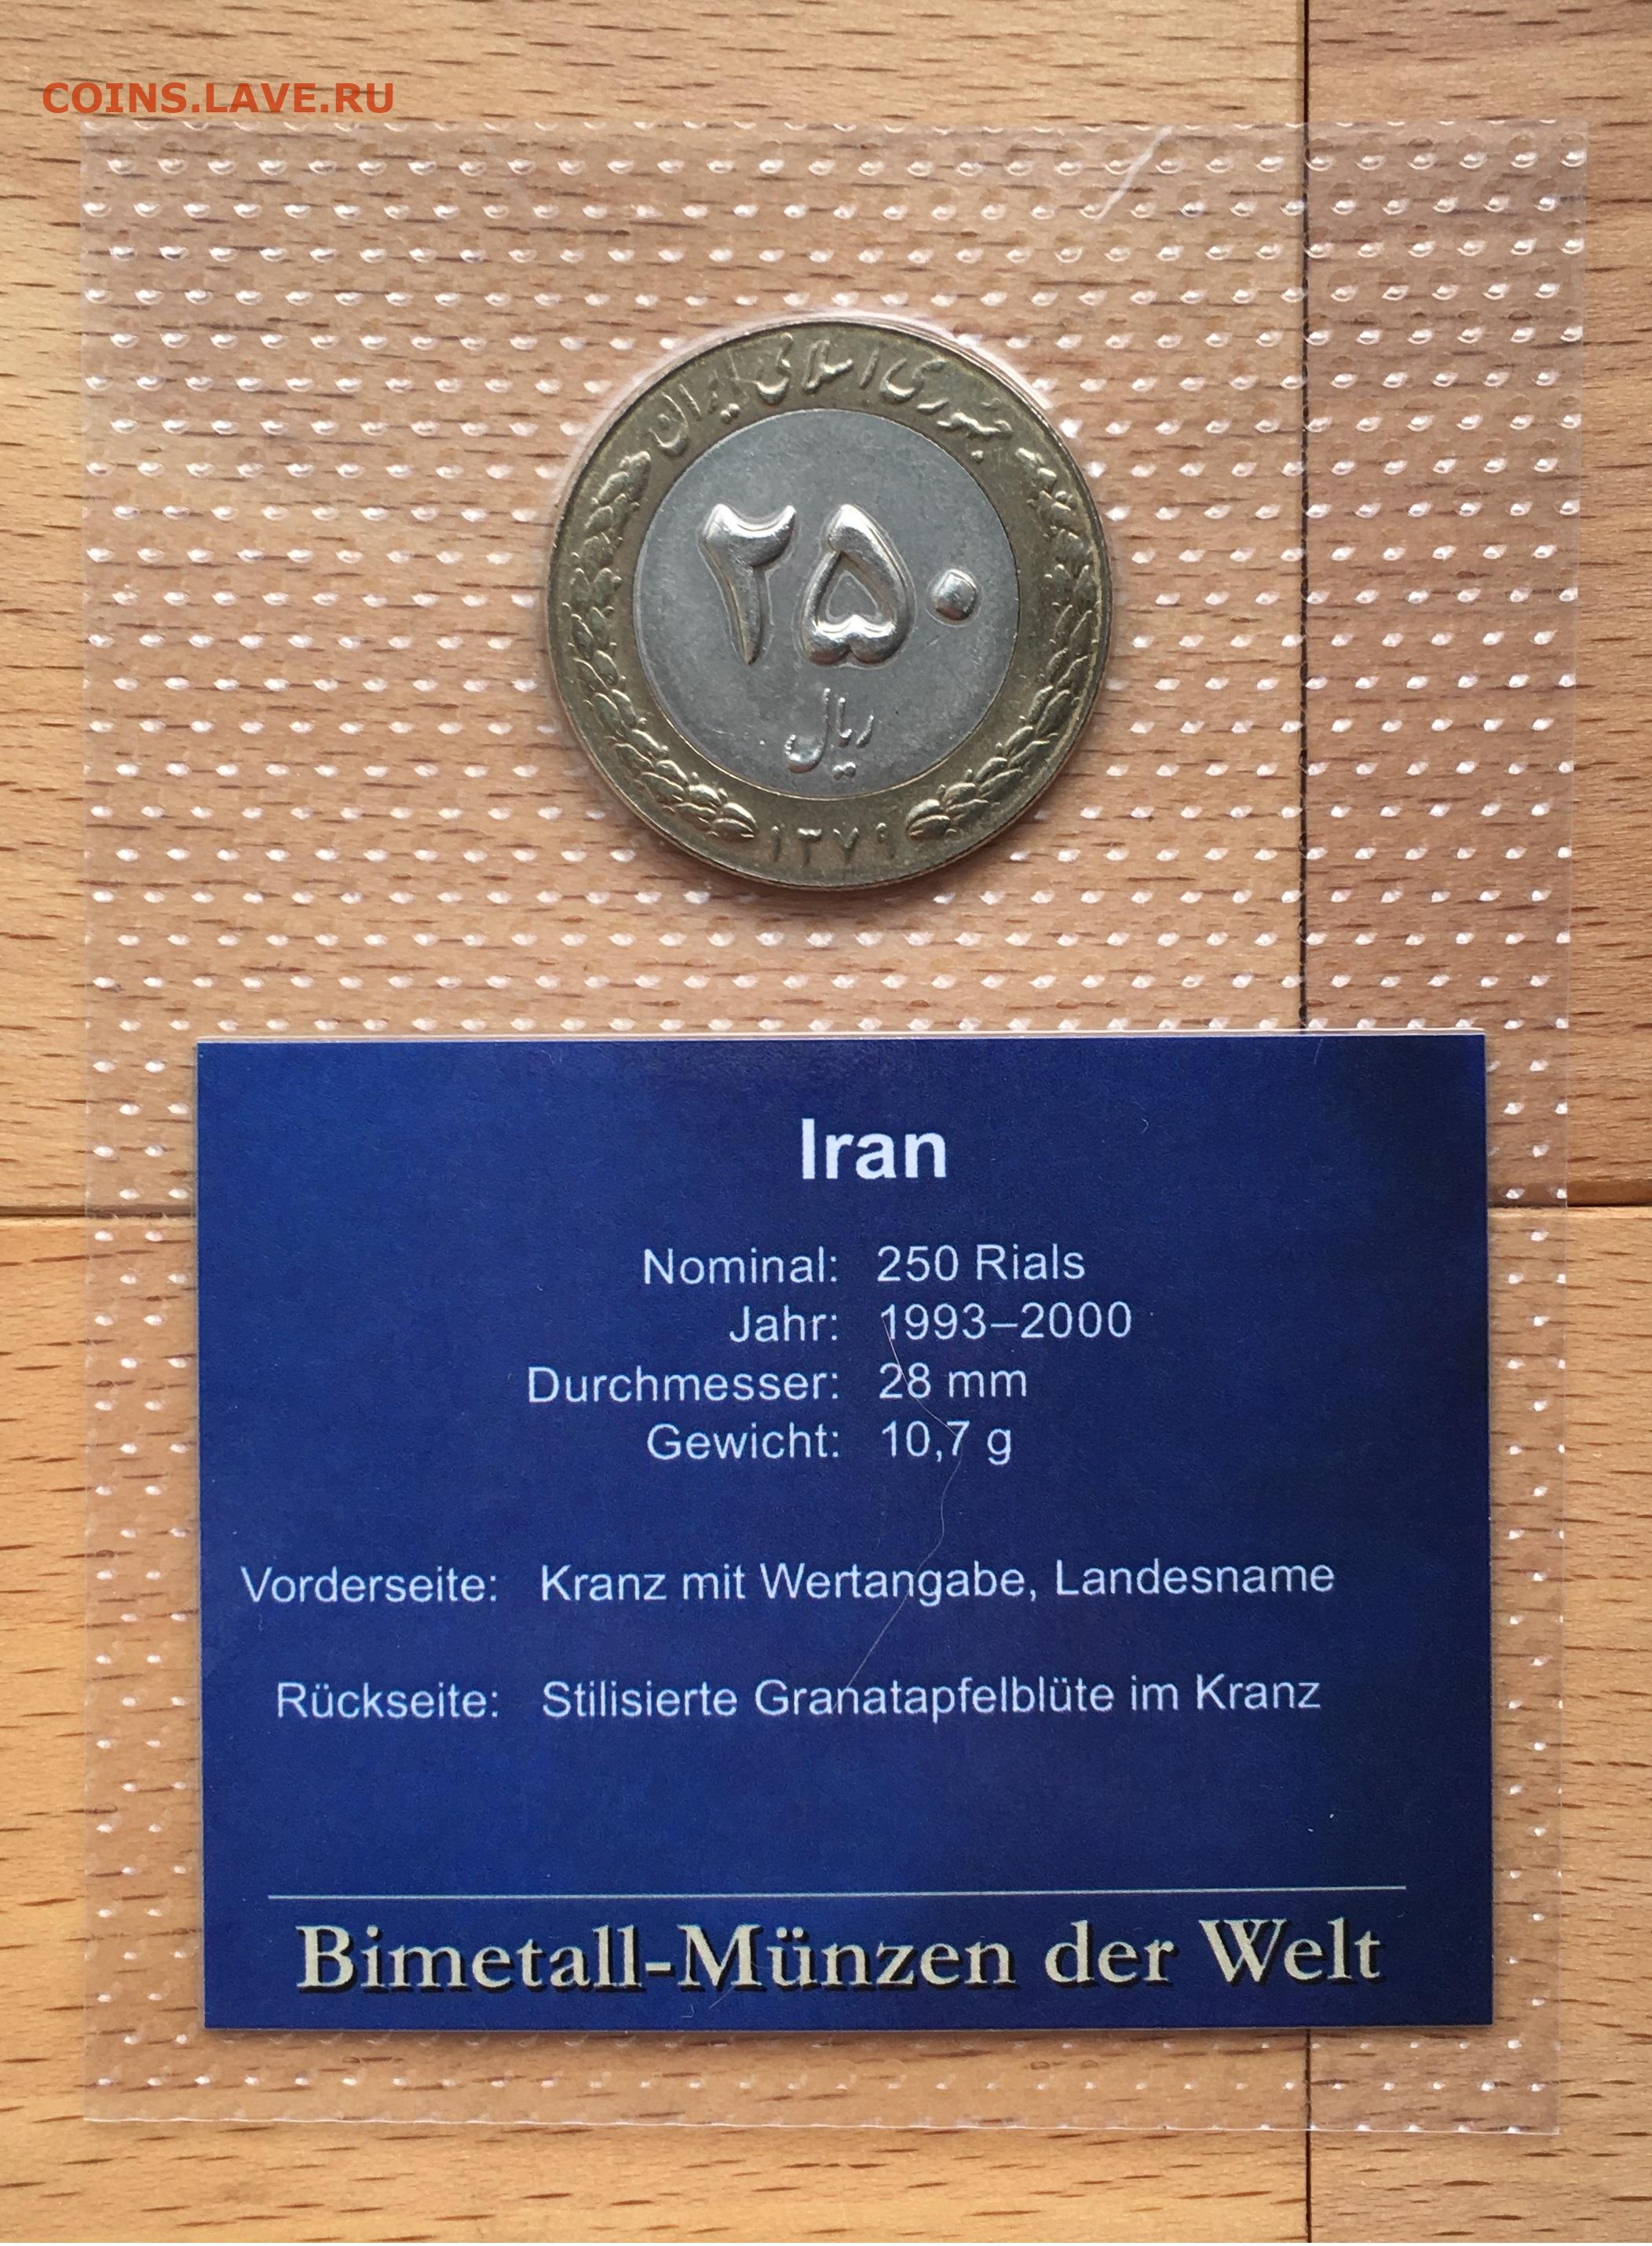 COINS.LAVE.RU
جمهوری اسلامی ایران
۲۵۰
ریال
۱۳۷۹
Iran
Nominal: 250 Rials
Jahr: 1993–2000
Durchmesser: 28 mm
Gewicht: 10,7 g
Vorderseite: Kranz mit Wertangabe, Landesname
Rückseite: Stilisierte Granatapfelblüte im Kranz
Bimetall-Münzen der Welt